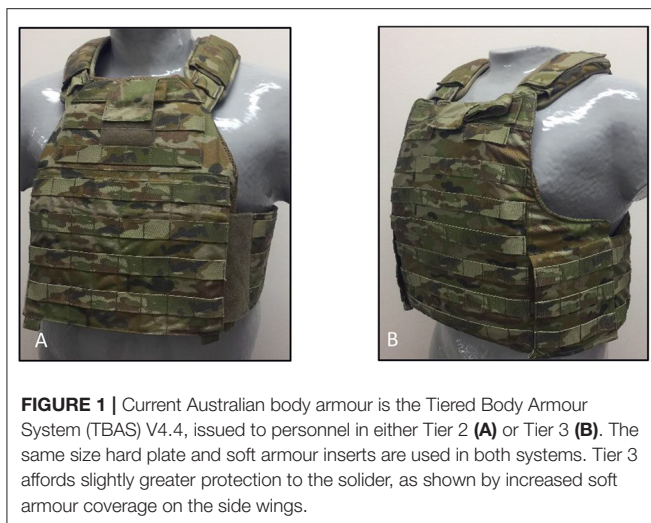 A
B
FIGURE 1 | Current Australian body armour is the Tiered Body Armour
System (TBAS) V4.4, issued to personnel in either Tier 2 (A) or Tier 3 (B). The
same size hard plate and soft armour inserts are used in both systems. Tier 3
affords slightly greater protection to the solider, as shown by increased soft
armour coverage on the side wings.